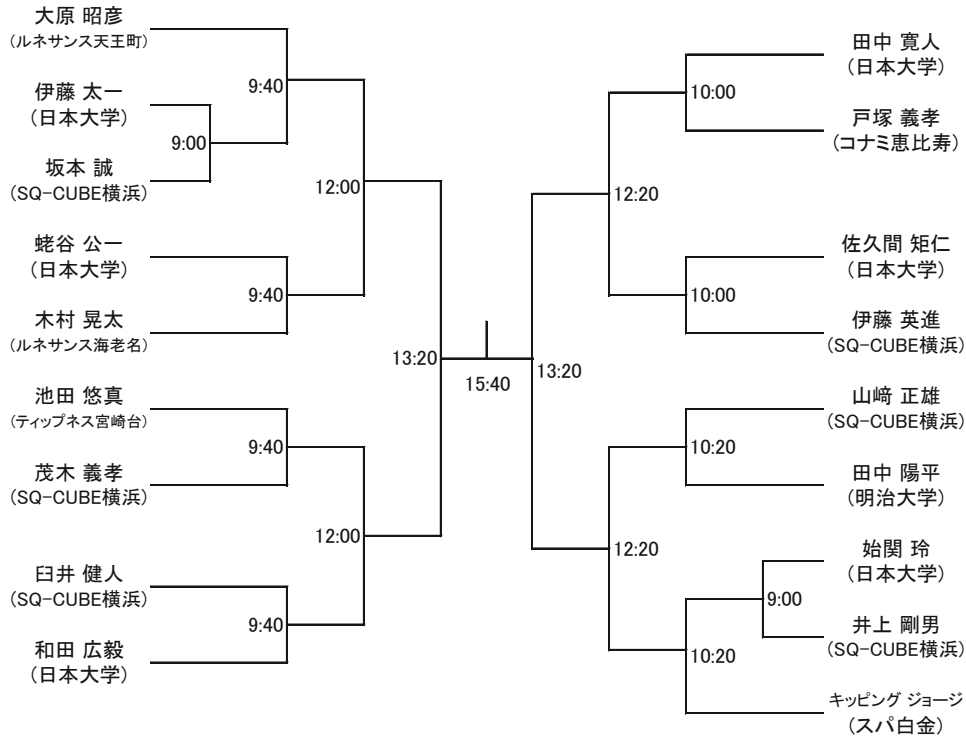 大原 昭彦
(ルネサンス天王町)
9:40
伊藤 太一
(日本大学)
9:00
坂本 誠
(SQ-CUBE横浜)
12:00
蛯谷 公一
(日本大学)
9:40
木村 晃太
(ルネサンス海老名)
13:20
池田 悠真
(ティップネス宮崎台)
9:40
茂木 義孝
(SQ-CUBE横浜)
12:00
臼井 健人
(SQ-CUBE横浜)
9:40
和田 広毅
(日本大学)
15:40
田中 寛人
(日本大学)
10:00
戸塚 義孝
(コナミ恵比寿)
12:20
佐久間 矩仁
(日本大学)
10:00
伊藤 英進
(SQ-CUBE横浜)
13:20
山﨑 正雄
(SQ-CUBE横浜)
10:20
田中 陽平
(明治大学)
12:20
始関 玲
(日本大学)
9:00
井上 剛男
(SQ-CUBE横浜)
10:20
キッピング ジョージ
(スパ白金)